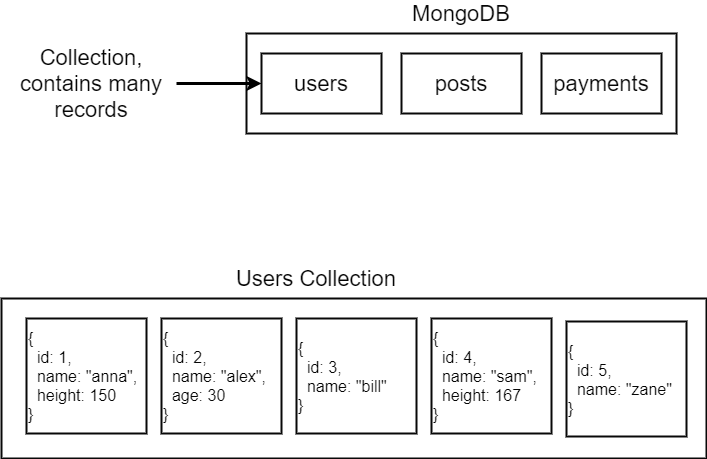 MongoDB
Collection,
contains many
records
users
posts
payments
Users Collection
{
id: 1,
name: "anna",
height: 150
}
{
id: 2,
name: "alex",
age: 30
}
{
id: 3,
name: "bill"
}
{
id: 4,
name: "sam",
height: 167
}
{
id: 5,
name: "zane"
}